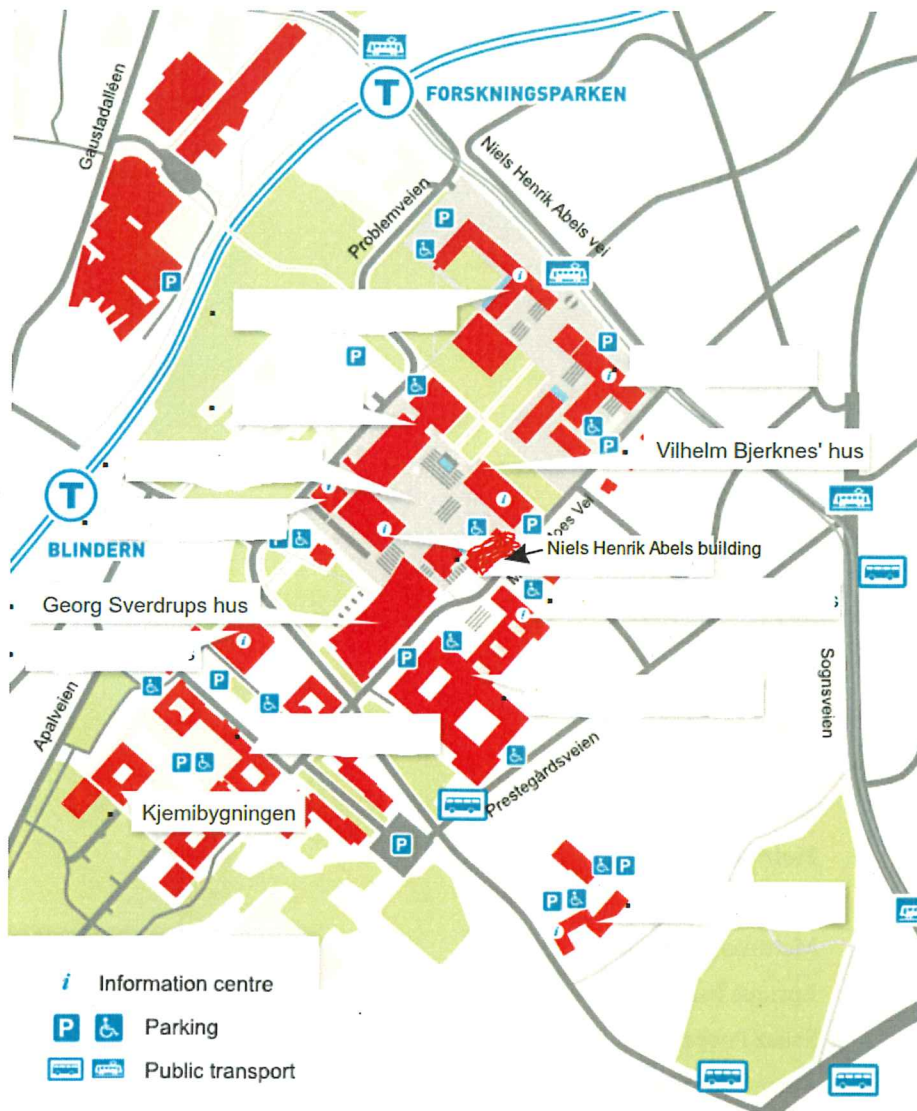 T FORSKNINGSPARKEN
Gaustadalléen
Niels Henrik Abels vei
Problemveien
P
P
i
P
P
i
P
Vilhelm Bjerknes' hus
T
BLINDERN
i
i
i
P
P
Niels Henrik Abels building
Georg Sverdrups hus
i
i
P
P
Sognsveien
Apalveien
P
Prestegårdsveien
Kjemibygningen
P
P
P
i
i Information centre
P Parking
Public transport